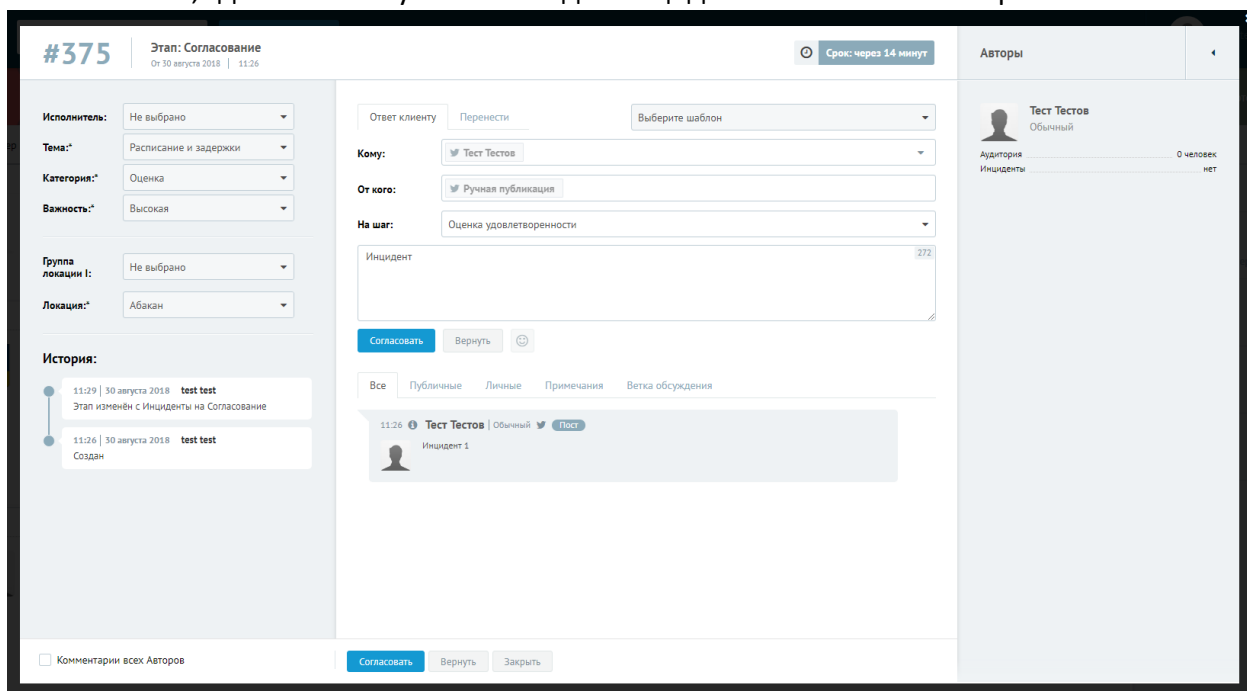 #375
Этап: Согласование
От 30 августа 2018 | 11:26
Срок: через 14 минут
Авторы
Исполнитель: Не выбрано
Тема:* Расписание и задержки
Категория:* Оценка
Важность:* Высокая
Группа
локации I: Не выбрано
Локация:* Абакан
История:
11:29 | 30 августа 2018 test test
Этап изменён с Инциденты на Согласование
11:26 | 30 августа 2018 test test
Создан
Комментарии всех Авторов
Ответ клиенту Перенести Выберите шаблон
Кому: Тест Тестов
От кого: Ручная публикация
На шаг: Оценка удовлетворенности
Инцидент 272
Согласовать Вернуть
Все Публичные Личные Примечания Ветка обсуждения
11:26 Тест Тестов | Обычный Пост
Инцидент 1
Согласовать Вернуть Закрыть
Тест Тестов
Обычный
Аудитория 0 человек
Инциденты нет